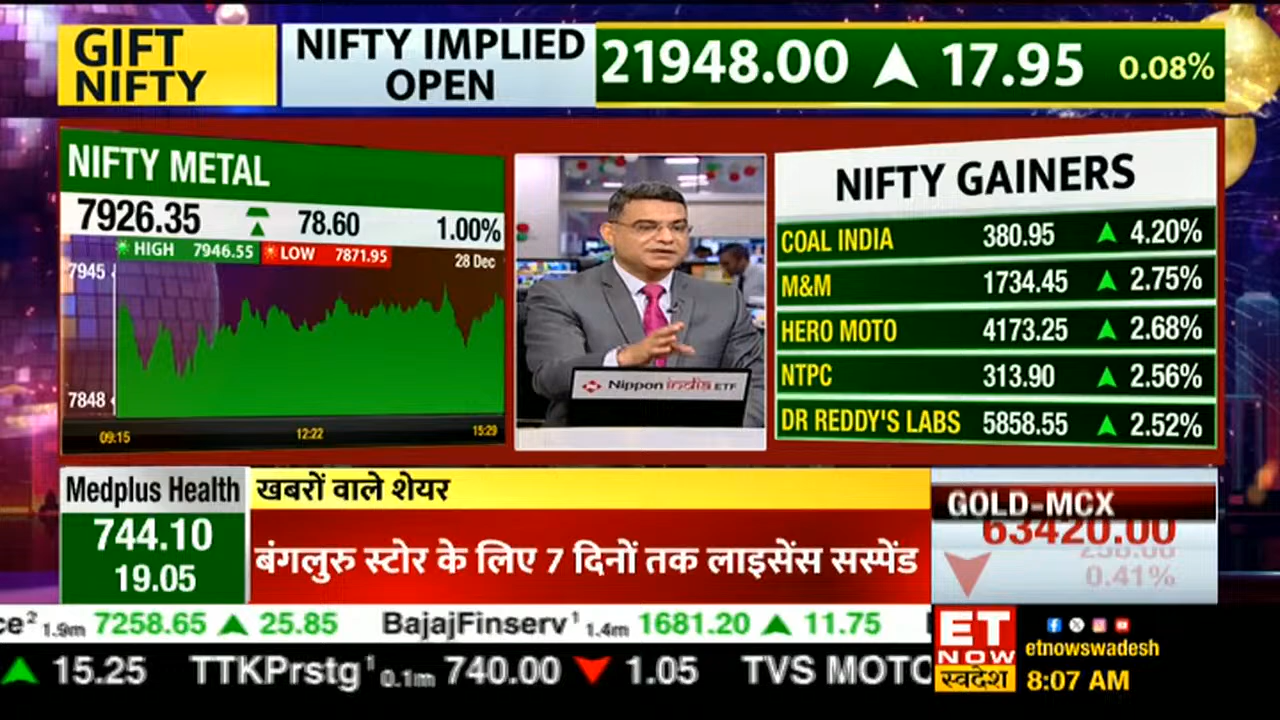 GIFT
NIFTY
NIFTY IMPLIED
OPEN
21948.00 ▲ 17.95 0.08%
NIFTY METAL
7926.35 ▲ 78.60 1.00%
HIGH 7946.55 LOW 7871.95 28 Dec
7945
7848
09:15 12:22 15:29
Nippon india ETF
NIFTY GAINERS
COAL INDIA 380.95 ▲ 4.20%
M&M 1734.45 ▲ 2.75%
HERO MOTO 4173.25 ▲ 2.68%
NTPC 313.90 ▲ 2.56%
DR REDDY'S LABS 5858.55 ▲ 2.52%
Medplus Health
744.10
19.05
खबरों वाले शेयर
बंगलुरु स्टोर के लिए 7 दिनों तक लाइसेंस सस्पेंड
GOLD-MCX
63420.00
0.41%
ce² 1.9m 7258.65 ▲ 25.85 BajajFinserv¹ 1.4m 1681.20 ▲ 11.75
▲ 15.25 TTKPrstg¹ 0.1m 740.00 ▼ 1.05 TVS MOTO
ET
NOW
स्वदेश
etnowswadesh
8:07 AM